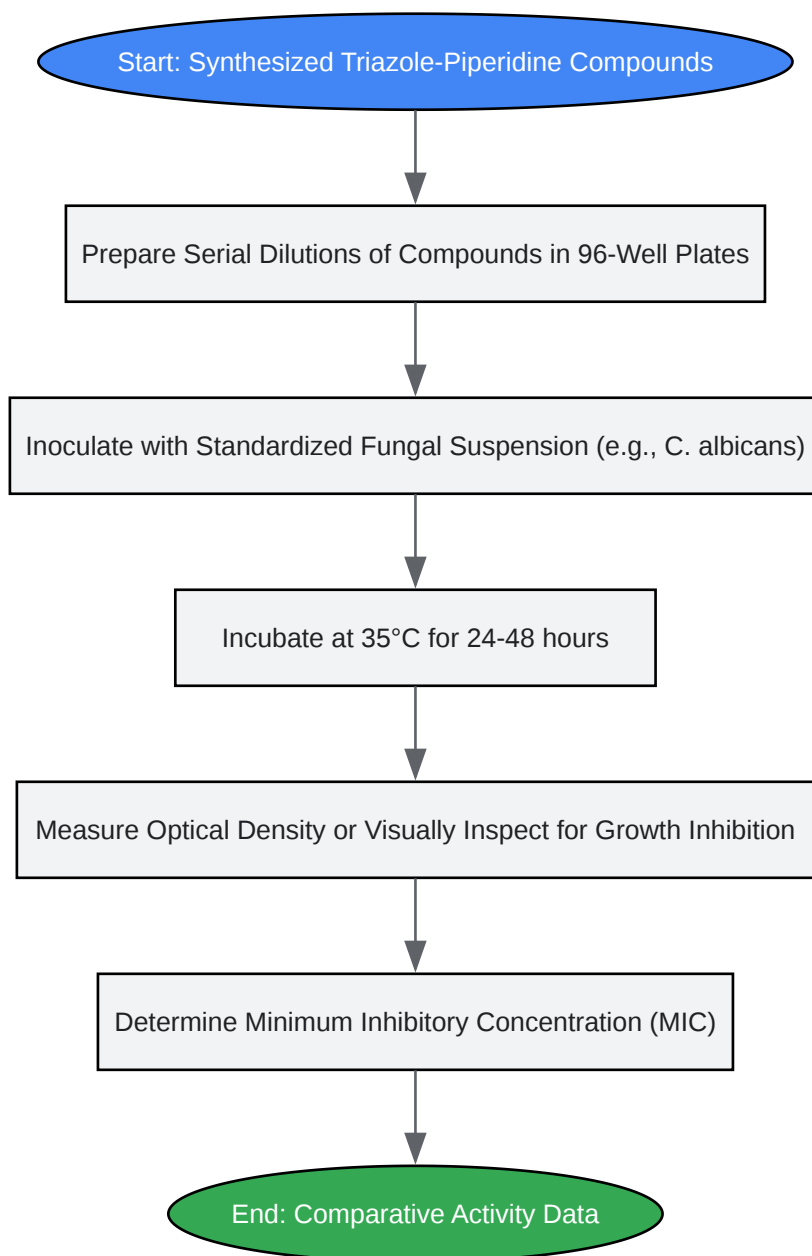 Start: Synthesized Triazole-Piperidine Compounds
Prepare Serial Dilutions of Compounds in 96-Well Plates
Inoculate with Standardized Fungal Suspension (e.g., C. albicans)
Incubate at 35°C for 24-48 hours
Measure Optical Density or Visually Inspect for Growth Inhibition
Determine Minimum Inhibitory Concentration (MIC)
End: Comparative Activity Data